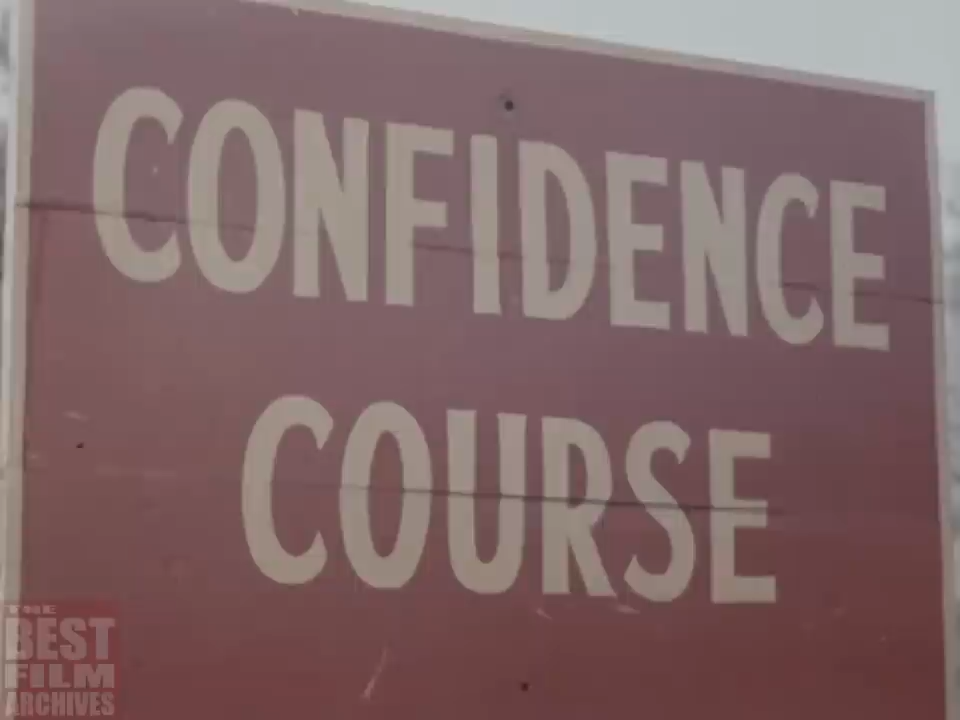 CONFIDENCE
COURSE
THE
BEST
FILM
ARCHIVES